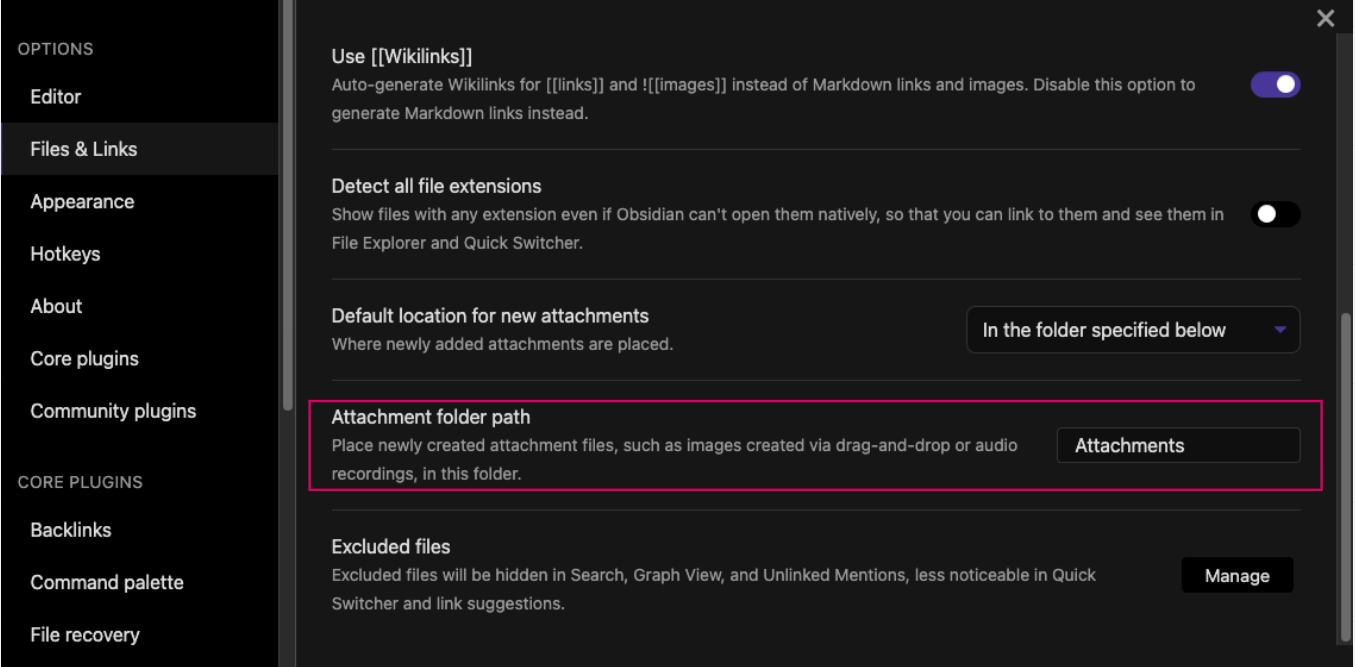 OPTIONS
Editor
Files & Links
Appearance
Hotkeys
About
Core plugins
Community plugins
CORE PLUGINS
Backlinks
Command palette
File recovery
Use [[Wikilinks]]
Auto-generate Wikilinks for [[links]] and ![[images]] instead of Markdown links and images. Disable this option to
generate Markdown links instead.
Detect all file extensions
Show files with any extension even if Obsidian can't open them natively, so that you can link to them and see them in
File Explorer and Quick Switcher.
Default location for new attachments
Where newly added attachments are placed.
In the folder specified below
Attachment folder path
Place newly created attachment files, such as images created via drag-and-drop or audio
recordings, in this folder.
Attachments
Excluded files
Excluded files will be hidden in Search, Graph View, and Unlinked Mentions, less noticeable in Quick
Switcher and link suggestions.
Manage